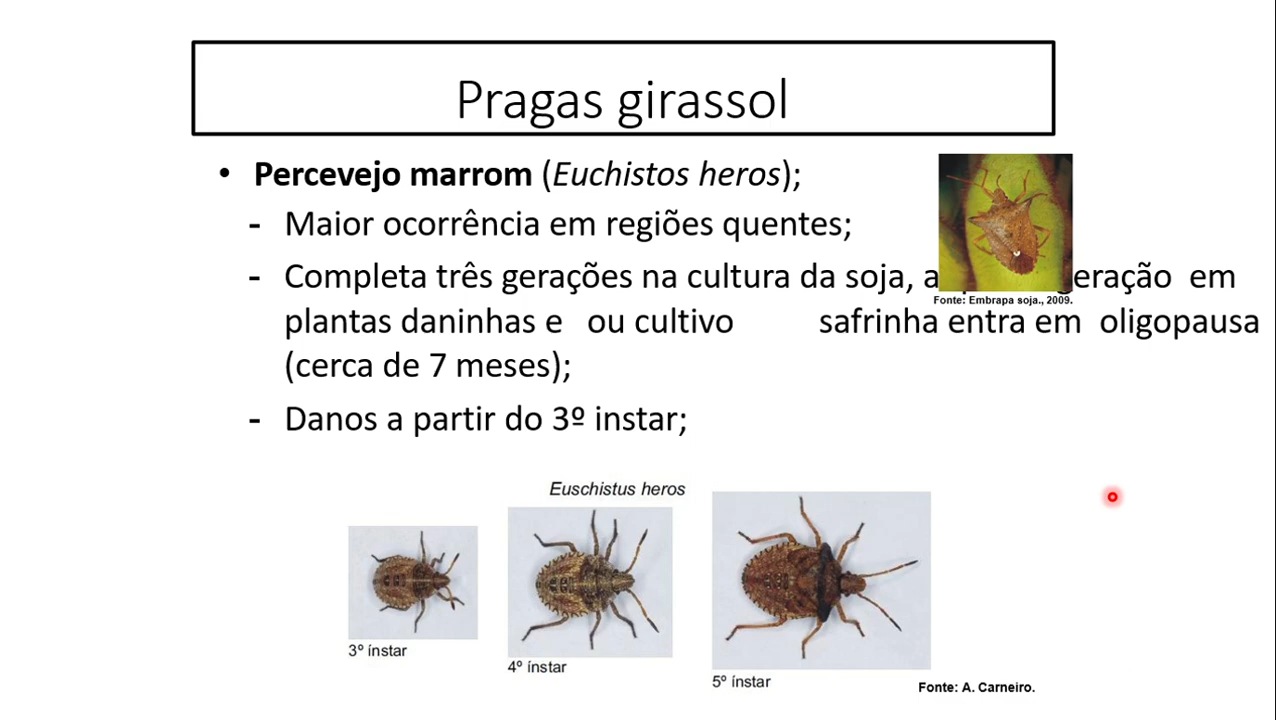 Pragas girassol
• Percevejo marrom (Euchistos heros);
- Maior ocorrência em regiões quentes;
- Completa três gerações na cultura da soja, a eração em
Fonte: Embrapa soja., 2009.
plantas daninhas e ou cultivo safrinha entra em oligopausa
(cerca de 7 meses);
- Danos a partir do 3º instar;
Euschistus heros
3º ínstar
4º ínstar
5º ínstar
Fonte: A. Carneiro.